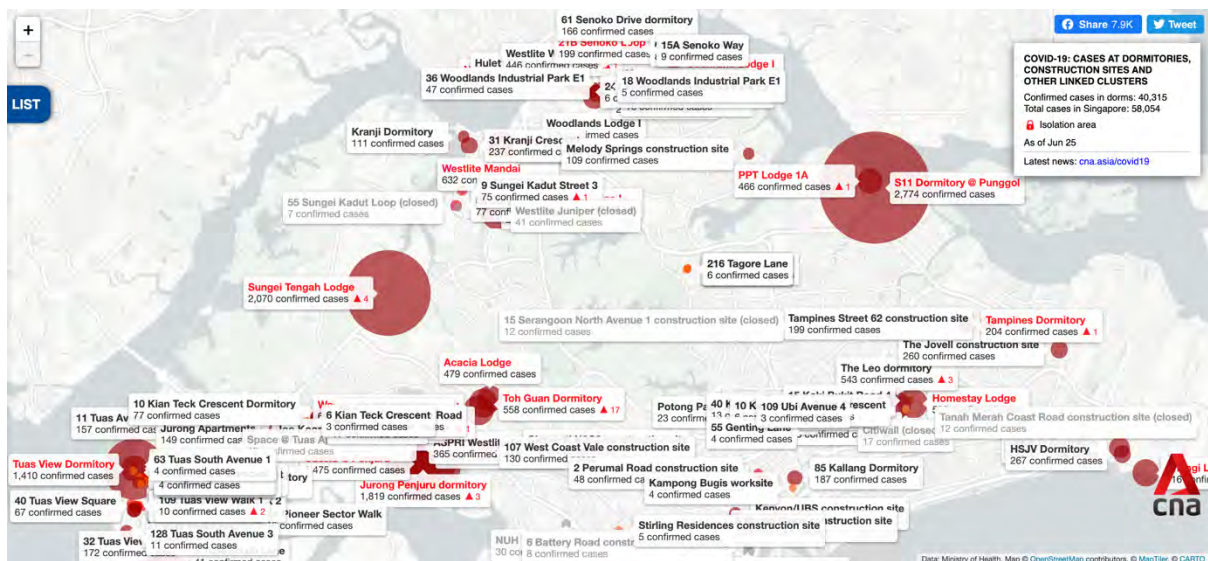 61 Senoko Drive dormitory
166 confirmed cases
+
−
Share 7.9K
Tweet
21B Senoko Loop
199 confirmed cases
15A Senoko Way
9 confirmed cases
Westlite W
446 confirmed cases
Hulet
36 Woodlands Industrial Park E1
47 confirmed cases
18 Woodlands Industrial Park E1
5 confirmed cases
COVID-19: CASES AT DORMITORIES,
CONSTRUCTION SITES AND
OTHER LINKED CLUSTERS
Confirmed cases in dorms: 40,315
Total cases in Singapore: 58,054
Isolation area
As of Jun 25
Latest news: cna.asia/covid19
LIST
Woodlands Lodge I
Kranji Dormitory
111 confirmed cases
31 Kranji Cresc
237 confirmed cases
Melody Springs construction site
109 confirmed cases
Westlite Mandai
632 con
9 Sungei Kadut Street 3
75 confirmed cases ▲ 1
PPT Lodge 1A
466 confirmed cases ▲ 1
S11 Dormitory @ Punggol
2,774 confirmed cases
55 Sungei Kadut Loop (closed)
7 confirmed cases
Westlite Juniper (closed)
41 confirmed cases
216 Tagore Lane
6 confirmed cases
Sungei Tengah Lodge
2,070 confirmed cases ▲ 4
15 Serangoon North Avenue 1 construction site (closed)
12 confirmed cases
Tampines Street 62 construction site
199 confirmed cases
Tampines Dormitory
204 confirmed cases ▲ 1
The Jovell construction site
260 confirmed cases
Acacia Lodge
479 confirmed cases
The Leo dormitory
543 confirmed cases ▲ 3
Toh Guan Dormitory
558 confirmed cases ▲ 17
Homestay Lodge
10 Kian Teck Crescent Dormitory
77 confirmed cases
11 Tuas Av
157 confirmed cases
6 Kian Teck Crescent
3 confirmed cases
Road
Potong Pa
23 confirmed
109 Ubi Avenue 4
3 confirmed cases
55 Genting Lane
4 confirmed cases
Citiwall (closed)
17 confirmed cases
Tanah Merah Coast Road construction site (closed)
12 confirmed cases
Jurong Apartments
149 confirmed
Space @ Tuas
ASPRI Westlit
365 confirmed
107 West Coast Vale construction site
130 confirmed cases
HSJV Dormitory
267 confirmed cases
Tuas View Dormitory
1,410 confirmed cases
63 Tuas South Avenue 1
4 confirmed cases
4 confirmed cases
475 confirmed cases
Jurong Penjuru dormitory
1,819 confirmed cases ▲ 3
2 Perumal Road construction site
48 confirmed cases
85 Kallang Dormitory
187 confirmed cases
Kampong Bugis worksite
4 confirmed cases
40 Tuas View Square
67 confirmed cases
109 Tuas View Walk 1
10 confirmed cases ▲ 2
Pioneer Sector Walk
Kenyon/UBS construction site
Stirling Residences construction site
5 confirmed cases
32 Tuas Vie
172 confirmed cases
128 Tuas South Avenue 3
11 confirmed cases
NUH
6 Battery Road constr
8 confirmed cases
cna
Data: Ministry of Health, Map © OpenStreetMap contributors, © MapTiler, © CARTO